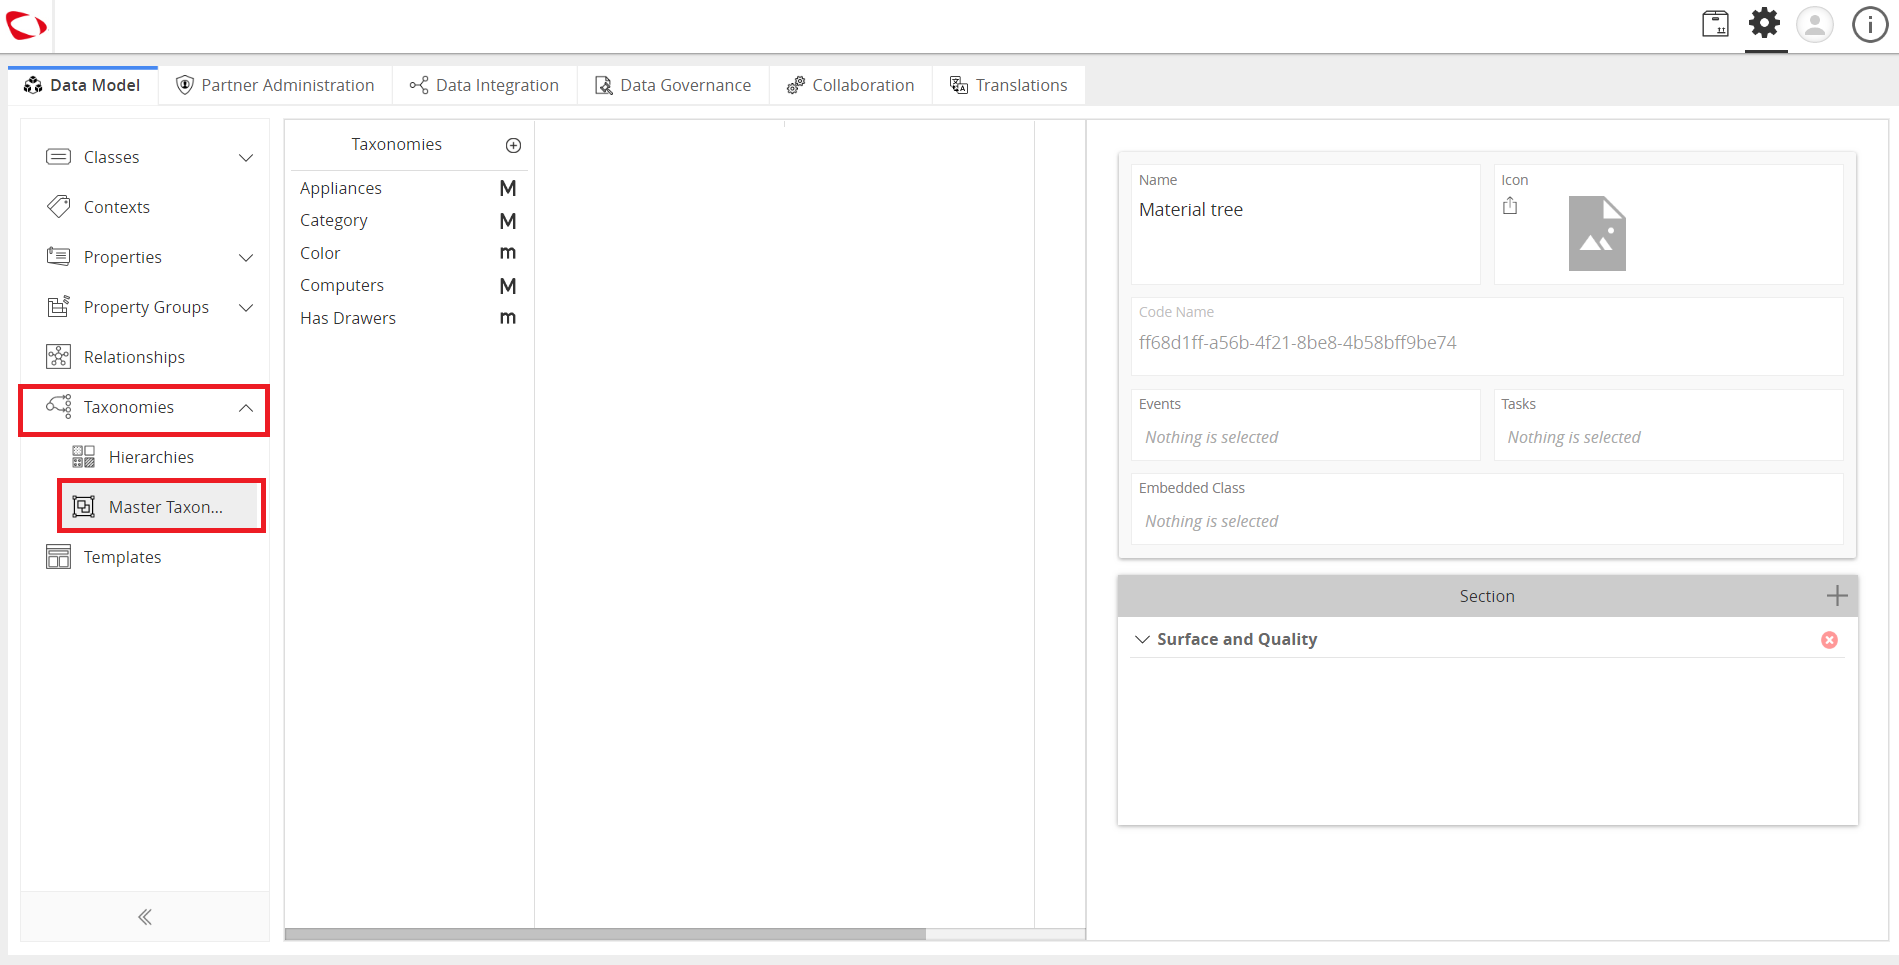 Data Model
Partner Administration
Data Integration
Data Governance
Collaboration
Translations
Classes
Contexts
Properties
Property Groups
Relationships
Taxonomies
Hierarchies
Master Taxon...
Templates
Taxonomies
Appliances M
Category M
Color m
Computers M
Has Drawers m
Name
Material tree
Icon
Code Name
ff68d1ff-a56b-4f21-8be8-4b58bff9be74
Events
Nothing is selected
Tasks
Nothing is selected
Embedded Class
Nothing is selected
Section
Surface and Quality